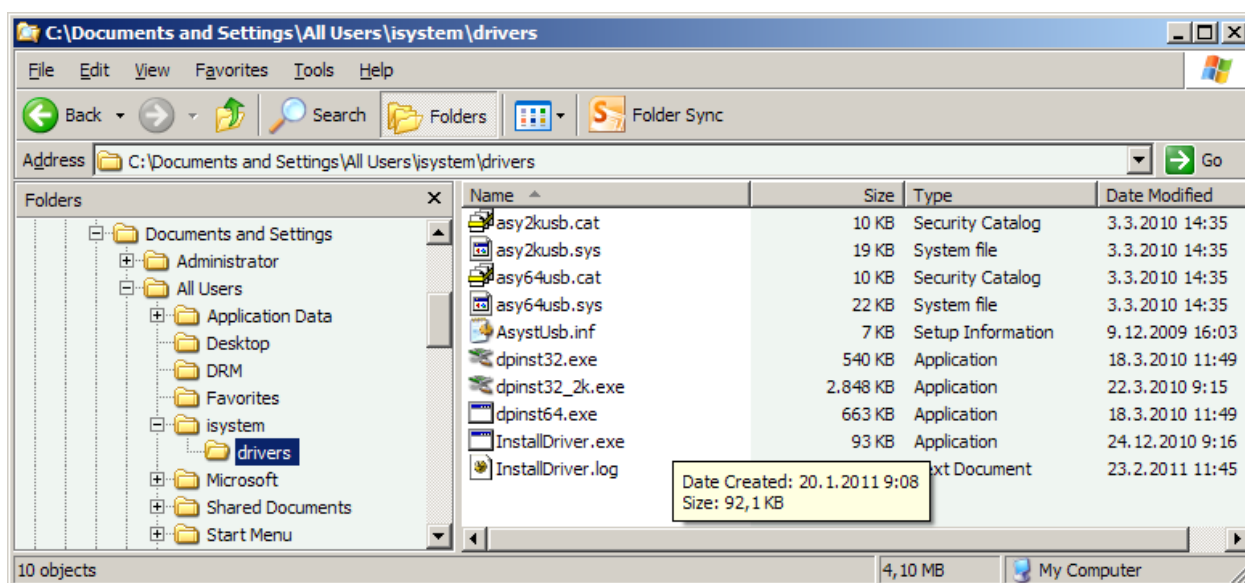 C:\Documents and Settings\All Users\isystem\drivers
File Edit View Favorites Tools Help
Back Search Folders Folder Sync
Address C:\Documents and Settings\All Users\isystem\drivers Go
Folders
Documents and Settings
Administrator
All Users
Application Data
Desktop
DRM
Favorites
isystem
drivers
Microsoft
Shared Documents
Start Menu
Name Size Type Date Modified
asy2kusb.cat 10 KB Security Catalog 3.3.2010 14:35
asy2kusb.sys 19 KB System file 3.3.2010 14:35
asy64usb.cat 10 KB Security Catalog 3.3.2010 14:35
asy64usb.sys 22 KB System file 3.3.2010 14:35
AsystUsb.inf 7 KB Setup Information 9.12.2009 16:03
dpinst32.exe 540 KB Application 18.3.2010 11:49
dpinst32_2k.exe 2.848 KB Application 22.3.2010 9:15
dpinst64.exe 663 KB Application 18.3.2010 11:49
InstallDriver.exe 93 KB Application 24.12.2010 9:16
InstallDriver.log ext Document 23.2.2011 11:45
Date Created: 20.1.2011 9:08
Size: 92,1 KB
10 objects 4,10 MB My Computer